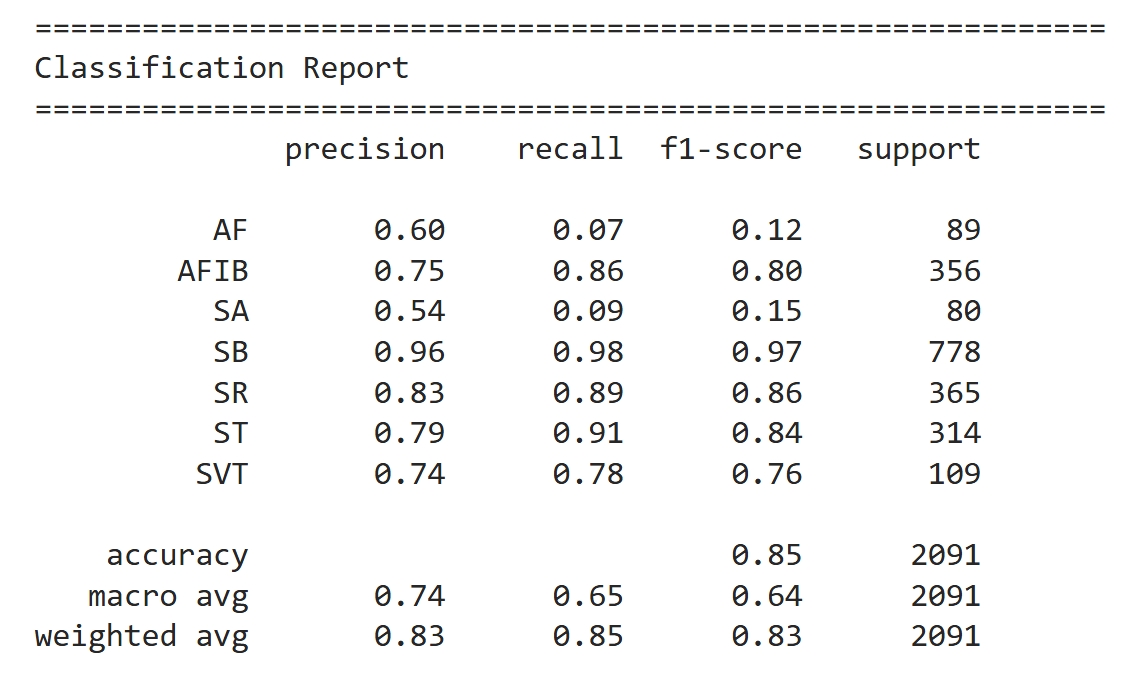 ============================================================
Classification Report
============================================================
              precision    recall  f1-score   support

          AF       0.60      0.07      0.12        89
        AFIB       0.75      0.86      0.80       356
          SA       0.54      0.09      0.15        80
          SB       0.96      0.98      0.97       778
          SR       0.83      0.89      0.86       365
          ST       0.79      0.91      0.84       314
         SVT       0.74      0.78      0.76       109

    accuracy                           0.85      2091
   macro avg       0.74      0.65      0.64      2091
weighted avg       0.83      0.85      0.83      2091